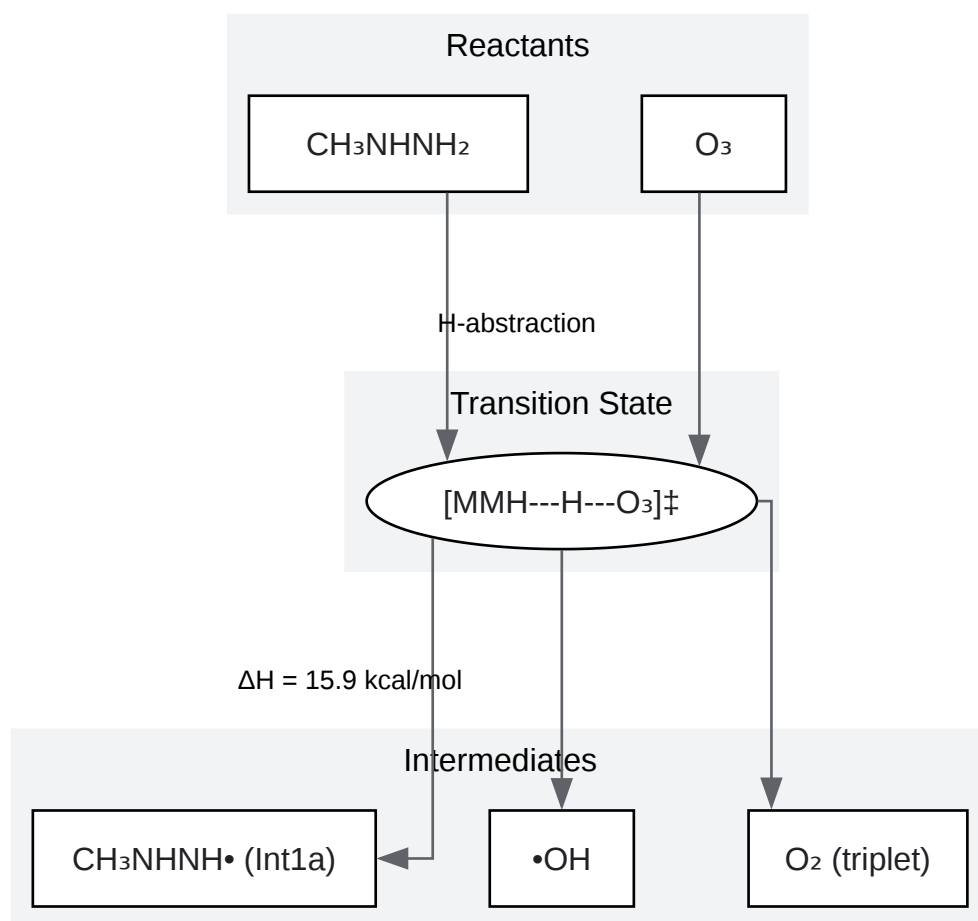 Reactants
CH₃NHNH₂
O₃
H-abstraction
Transition State
[MMH---H---O₃]‡
ΔH = 15.9 kcal/mol
Intermediates
CH₃NHNH• (Int1a)
•OH
O₂ (triplet)